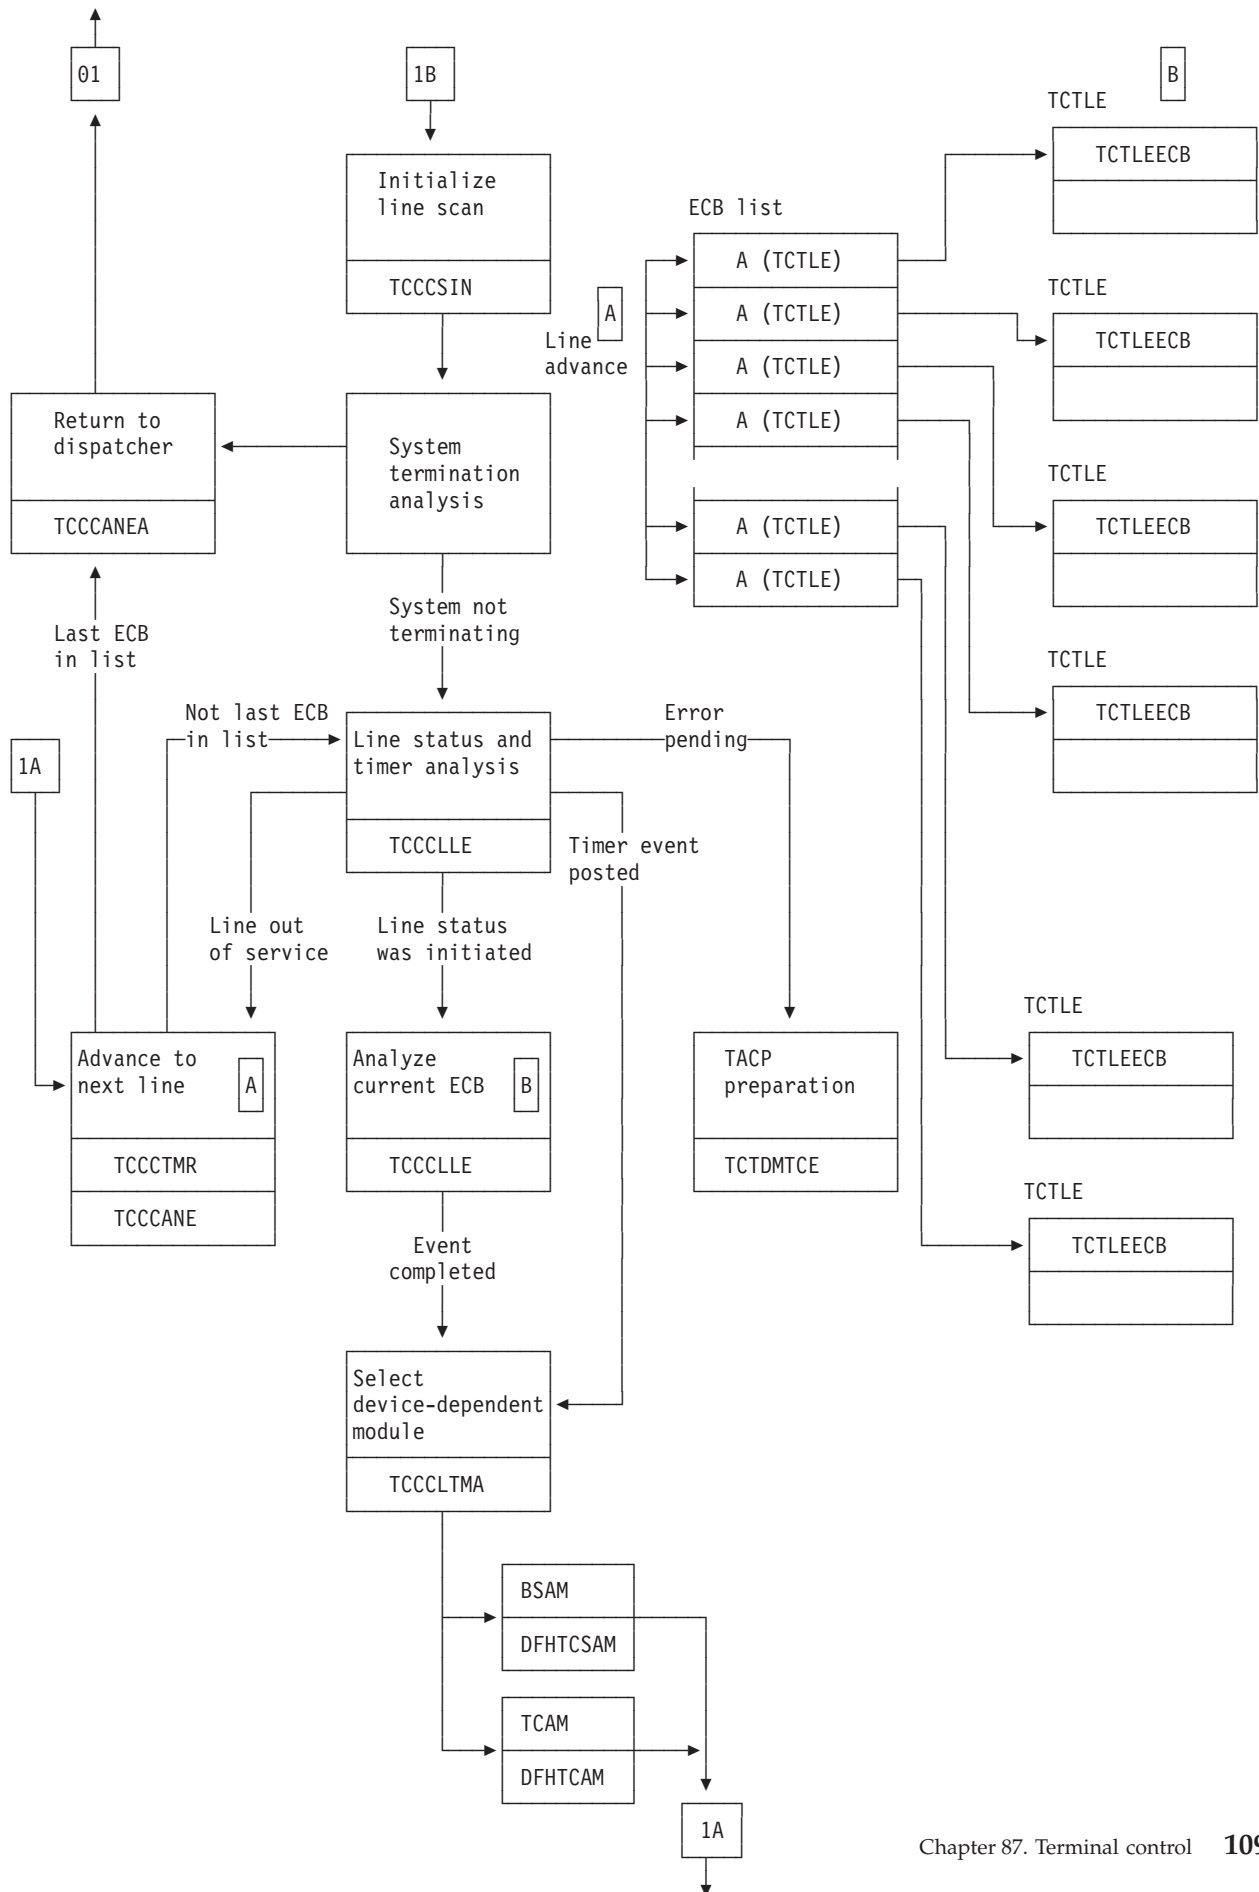 01
1B
B
TCTLE
TCTLEECB
Initialize
line scan
TCCCSIN
ECB list
A (TCTLE)
A (TCTLE)
A (TCTLE)
A (TCTLE)
A (TCTLE)
A (TCTLE)
A
Line
advance
TCTLE
TCTLEECB
Return to
dispatcher
TCCCANEA
System
termination
analysis
TCTLE
TCTLEECB
System not
terminating
Last ECB
in list
TCTLE
TCTLEECB
Not last ECB
in list
Line status and
timer analysis
TCCCLLE
Error
pending
1A
Timer event
posted
Line out
of service
Line status
was initiated
Advance to
next line
A
TCCCTMR
TCCCANE
Analyze
current ECB
B
TCCCLLE
TACP
preparation
TCTDMTCE
TCTLE
TCTLEECB
TCTLE
TCTLEECB
Event
completed
Select
device-dependent
module
TCCCLTMA
BSAM
DFHTCSAM
TCAM
DFHTCAM
1A
Chapter 87. Terminal control 109